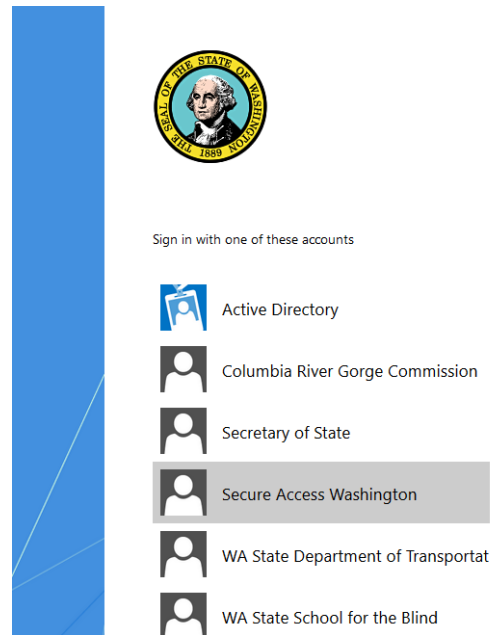 THE SEAL OF THE STATE OF WASHINGTON
1889
Sign in with one of these accounts
Active Directory
Columbia River Gorge Commission
Secretary of State
Secure Access Washington
WA State Department of Transportat
WA State School for the Blind